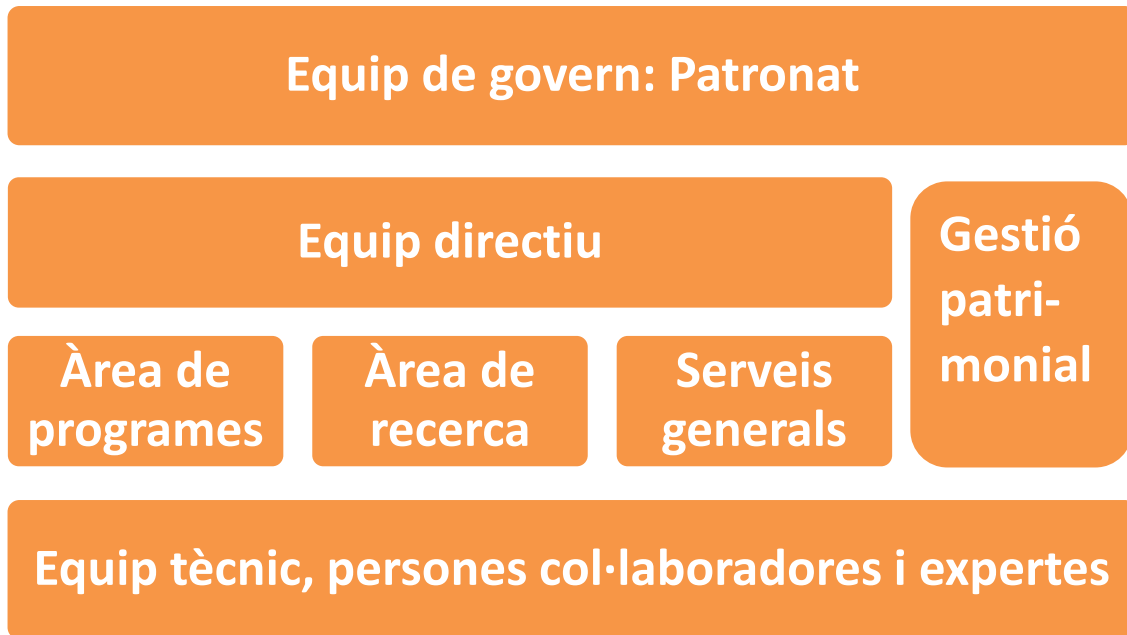 Equip de govern: Patronat
Equip directiu
Gestió
patri-
monial
Àrea de
programes
Àrea de
recerca
Serveis
generals
Equip tècnic, persones col·laboradores i expertes